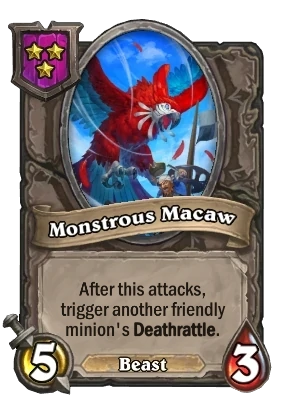 Monstrous Macaw
After this attacks,
trigger another friendly
minion's Deathrattle.
5
Beast
3